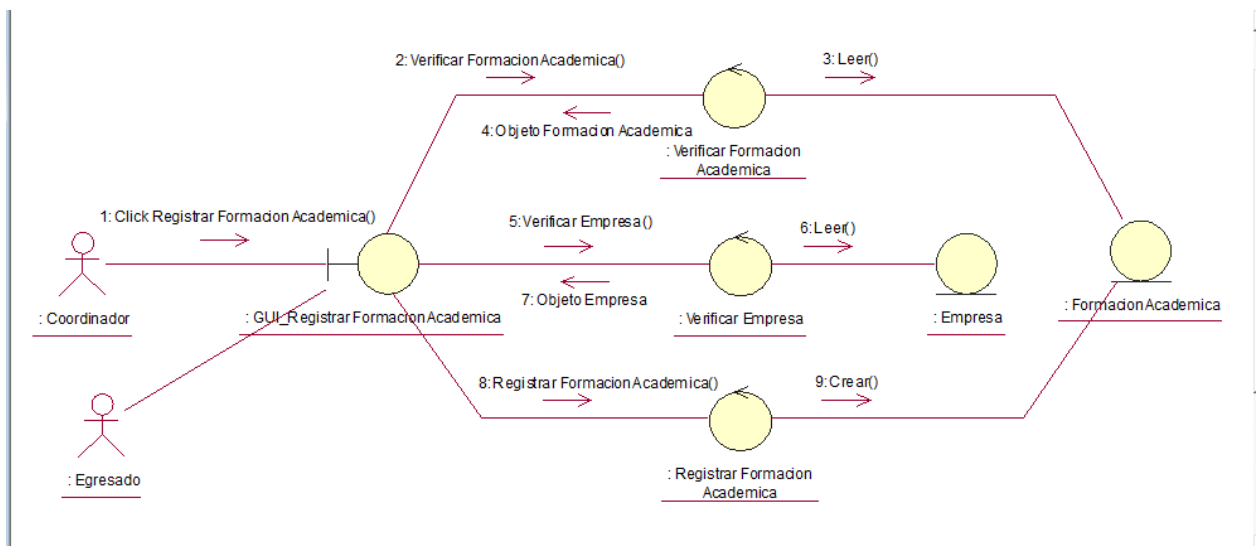 2: Verificar Formacion Academica()
3: Leer()
4: Objeto Formacion Academica
: Verificar Formacion
Academica
1: Click Registrar Formacion Academica()
5: Verificar Empresa()
6: Leer()
7: Objeto Empresa
: Coordinador
: GUI_Registrar Formacion Academica
: Verificar Empresa
: Empresa
: Formacion Academica
8: Registrar Formacion Academica()
9: Crear()
: Egresado
: Registrar Formacion
Academica